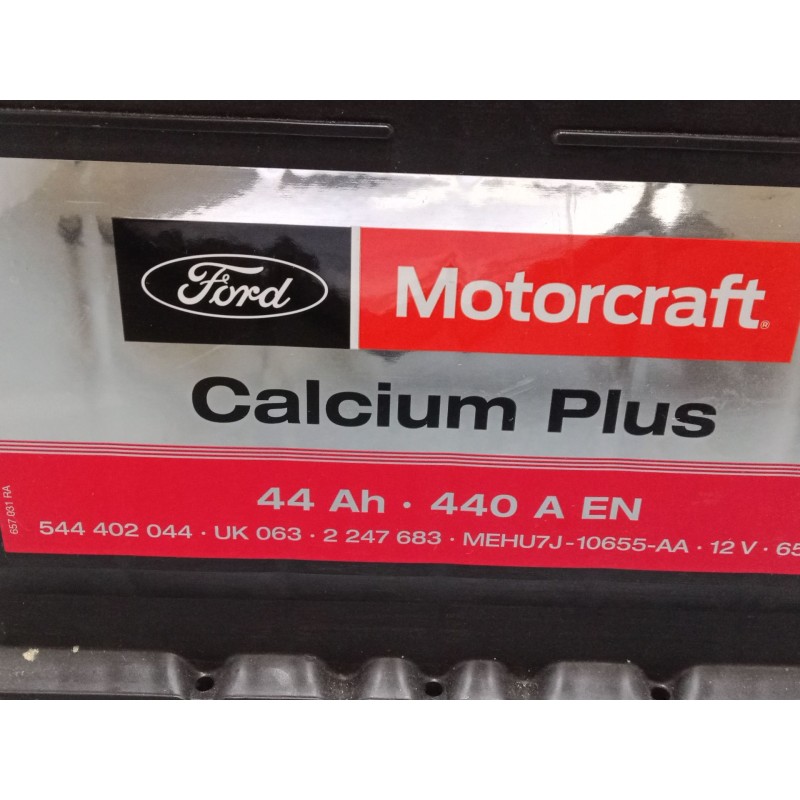 Ford Motorcraft®
Calcium Plus
44 Ah · 440 A EN
544 402 044 · UK 063 · 2 247 683 · MEHU7J-10655-AA · 12 V · 65
657 031 RA